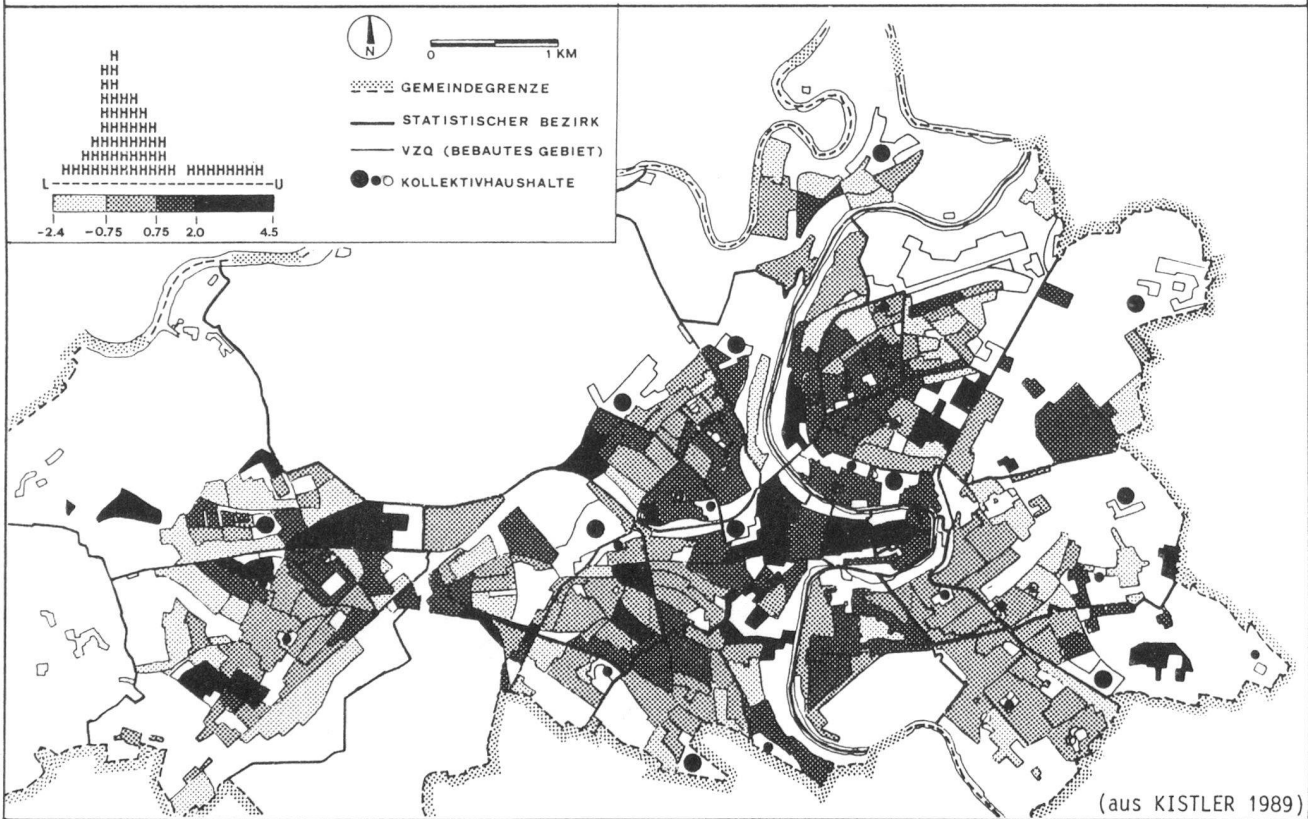 H
HH
HH
HHHH
HHHHH
HHHHHH
HHHHHHH
HHHHHHHH
HHHHHHHHHHHH HHHHHHHH
L U
-2.4 -0.75 0.75 2.0 4.5
N
0 1 KM
GEMEINDEGRENZE
STATISTISCHER BEZIRK
VZQ (BEBAUTES GEBIET)
KOLLEKTIVHAUSHALTE
(aus KISTLER 1989)